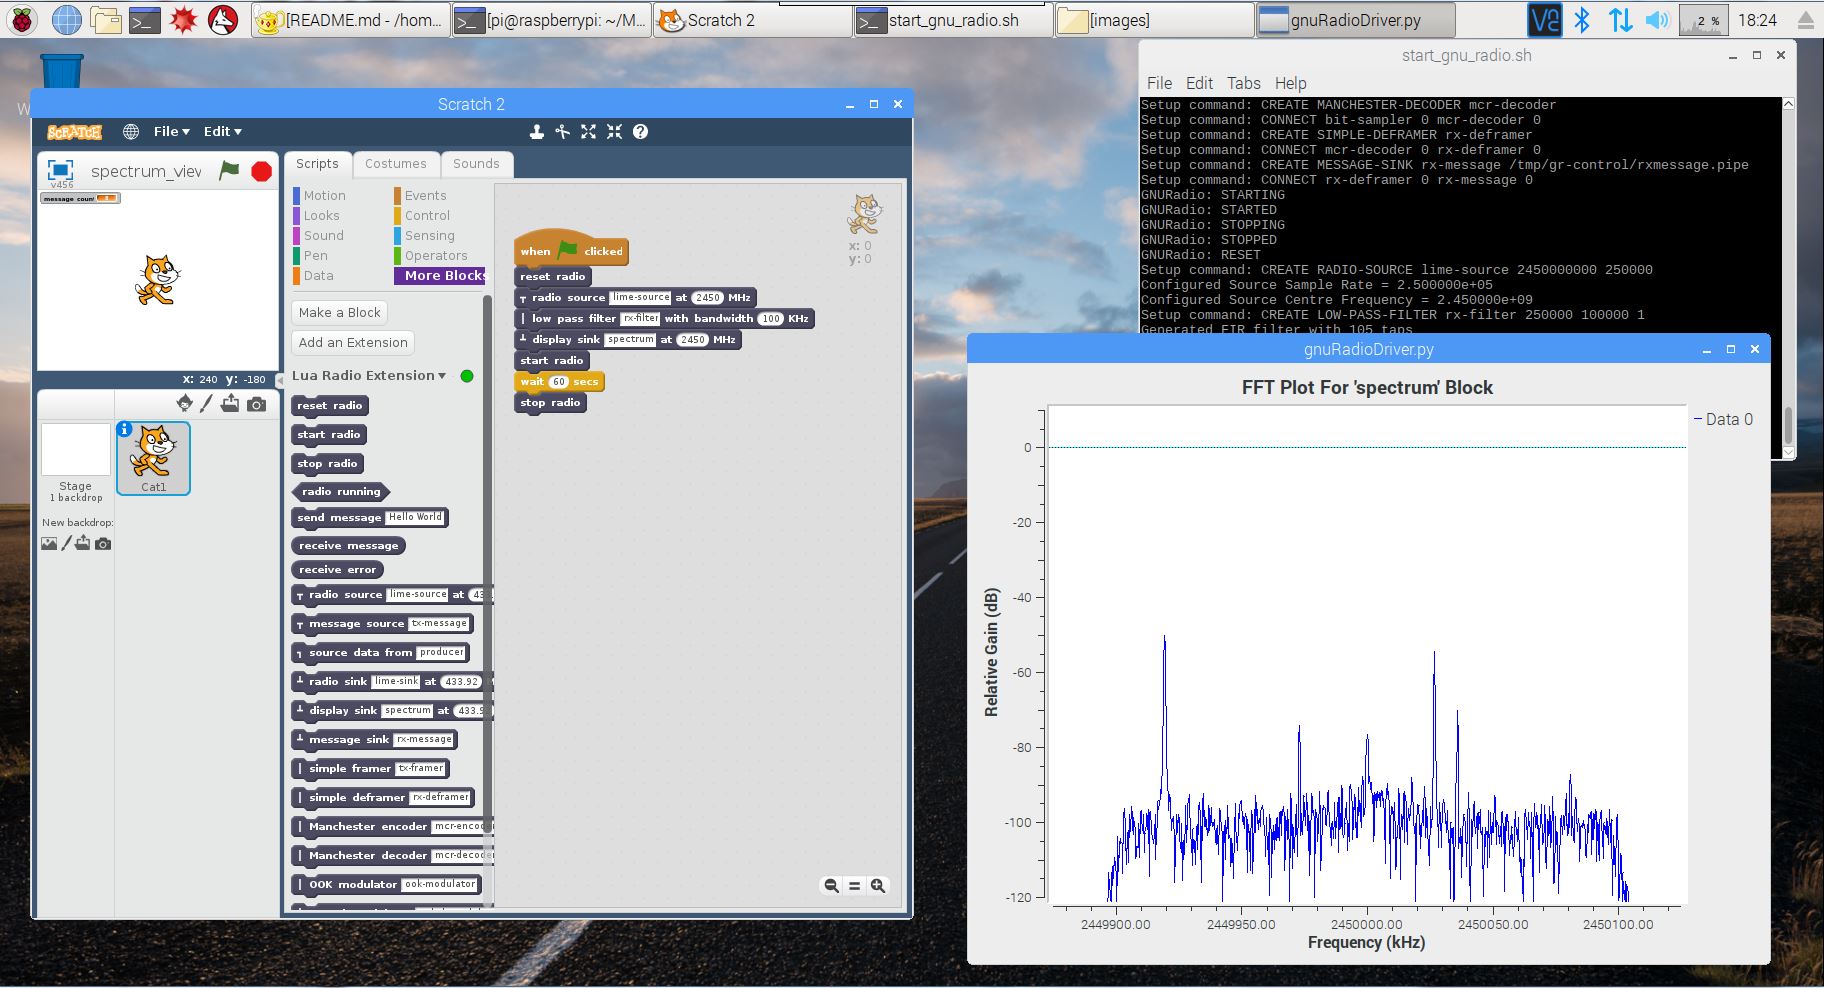 [README.md - /hom...
[pi@raspberrypi: ~/M...
Scratch 2
start_gnu_radio.sh
[images]
gnuRadioDriver.py
2 %
18:24
W
Scratch 2
SCRATCH
File
Edit
spectrum_view
v456
message count
x: 240 y: -180
Stage
1 backdrop
New backdrop:
Cat1
Scripts
Costumes
Sounds
Motion
Looks
Sound
Pen
Data
Events
Control
Sensing
Operators
More Blocks
Make a Block
Add an Extension
Lua Radio Extension
reset radio
start radio
stop radio
radio running
send message Hello World
receive message
receive error
radio source lime-source at 43
message source tx-message
source data from producer
radio sink lime-sink at 433.92
display sink spectrum at 433.9
message sink rx-message
simple framer tx-framer
simple deframer rx-deframer
Manchester encoder mcr-encod
Manchester decoder mcr-decode
OOK modulator ook-modulator
when clicked
reset radio
radio source lime-source at 2450 MHz
low pass filter rx-filter with bandwidth 100 KHz
display sink spectrum at 2450 MHz
start radio
wait 60 secs
stop radio
x: 0
y: 0
start_gnu_radio.sh
File Edit Tabs Help
Setup command: CREATE MANCHESTER-DECODER mcr-decoder
Setup command: CONNECT bit-sampler 0 mcr-decoder 0
Setup command: CREATE SIMPLE-DEFRAMER rx-deframer
Setup command: CONNECT mcr-decoder 0 rx-deframer 0
Setup command: CREATE MESSAGE-SINK rx-message /tmp/gr-control/rxmessage.pipe
Setup command: CONNECT rx-deframer 0 rx-message 0
GNURadio: STARTING
GNURadio: STARTED
GNURadio: STOPPING
GNURadio: STOPPED
GNURadio: RESET
Setup command: CREATE RADIO-SOURCE lime-source 2450000000 250000
Configured Source Sample Rate = 2.500000e+05
Configured Source Centre Frequency = 2.450000e+09
Setup command: CREATE LOW-PASS-FILTER rx-filter 250000 100000 1
Generated FIR filter with 105 taps
gnuRadioDriver.py
FFT Plot For 'spectrum' Block
Data 0
Relative Gain (dB)
0
-20
-40
-60
-80
-100
-120
2449900.00
2449950.00
2450000.00
2450050.00
2450100.00
Frequency (kHz)